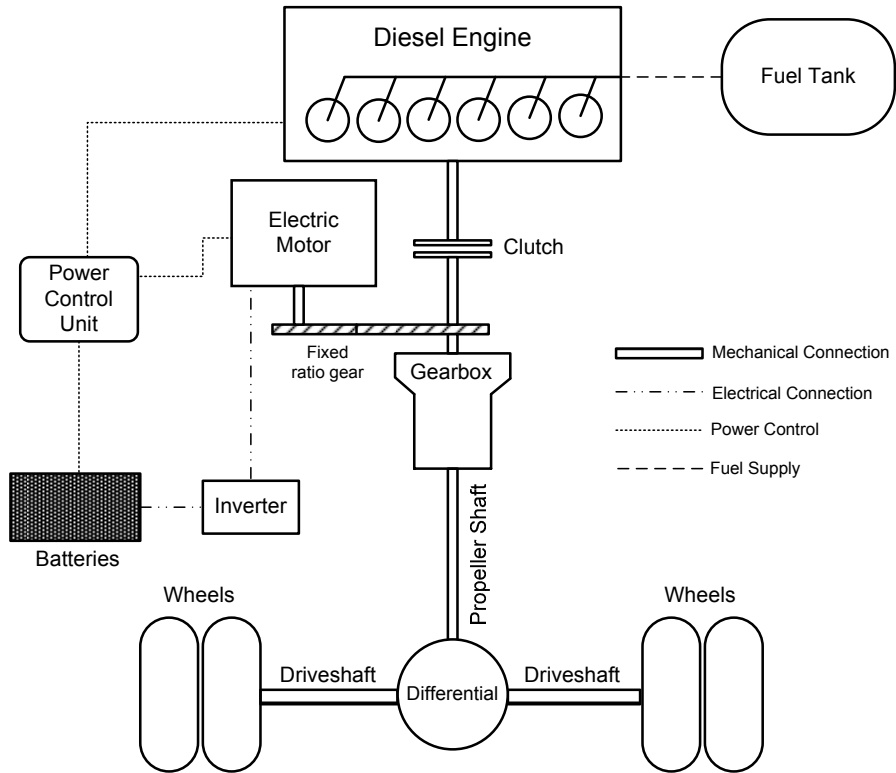 Diesel Engine
Fuel Tank
Electric
Motor
Clutch
Power
Control
Unit
Fixed
ratio gear
Gearbox
Mechanical Connection
Electrical Connection
Power Control
Fuel Supply
Inverter
Batteries
Propeller Shaft
Wheels
Wheels
Driveshaft
Differential
Driveshaft